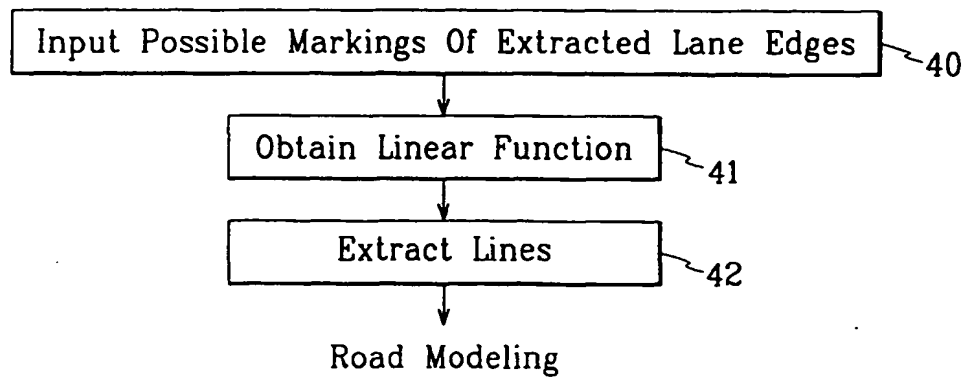 Input Possible Markings Of Extracted Lane Edges
40
Obtain Linear Function
41
Extract Lines
42
Road Modeling